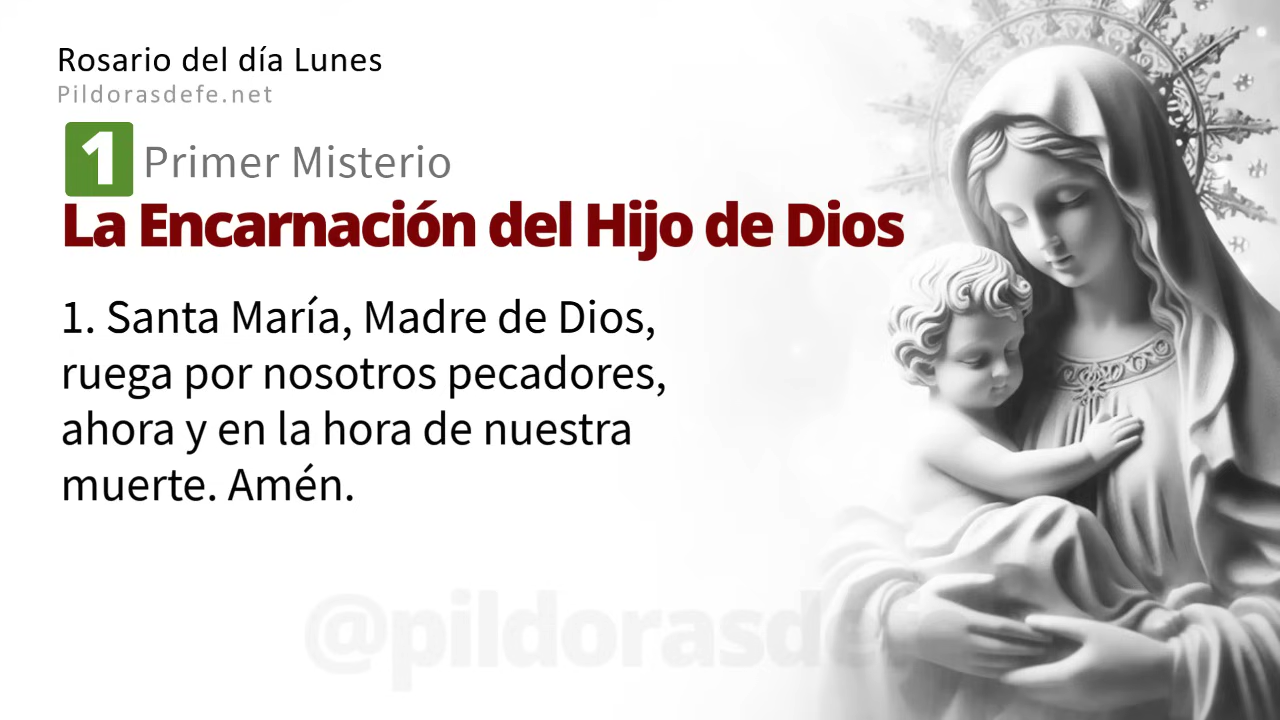 Rosario del día Lunes
Pildorasdefe.net
1 Primer Misterio
La Encarnación del Hijo de Dios
1. Santa María, Madre de Dios,
ruega por nosotros pecadores,
ahora y en la hora de nuestra
muerte. Amén.
@pildorasdefe